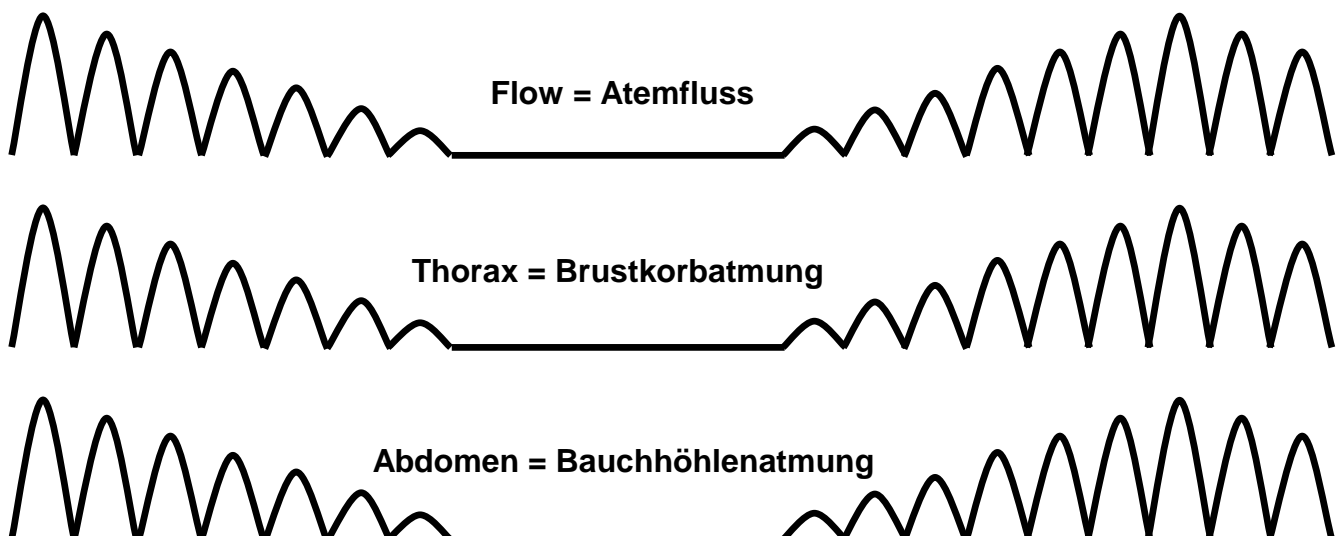 Flow = Atemfluss
Thorax = Brustkorbatmung
Abdomen = Bauchhöhlenatmung